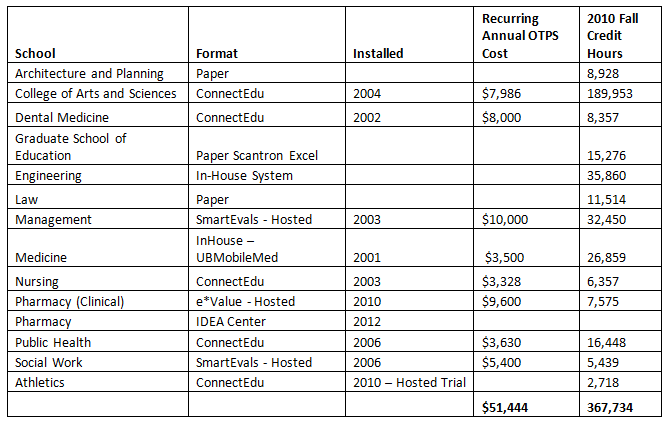 School Format Installed Recurring Annual OTPS Cost 2010 Fall Credit Hours
Architecture and Planning Paper 8,928
College of Arts and Sciences ConnectEdu 2004 $7,986 189,953
Dental Medicine ConnectEdu 2002 $8,000 8,357
Graduate School of Education Paper Scantron Excel 15,276
Engineering In-House System 35,860
Law Paper 11,514
Management SmartEvals - Hosted 2003 $10,000 32,450
Medicine InHouse – UBMobileMed 2001 $3,500 26,859
Nursing ConnectEdu 2003 $3,328 6,357
Pharmacy (Clinical) e*Value - Hosted 2010 $9,600 7,575
Pharmacy IDEA Center 2012
Public Health ConnectEdu 2006 $3,630 16,448
Social Work SmartEvals - Hosted 2006 $5,400 5,439
Athletics ConnectEdu 2010 – Hosted Trial 2,718
$51,444 367,734